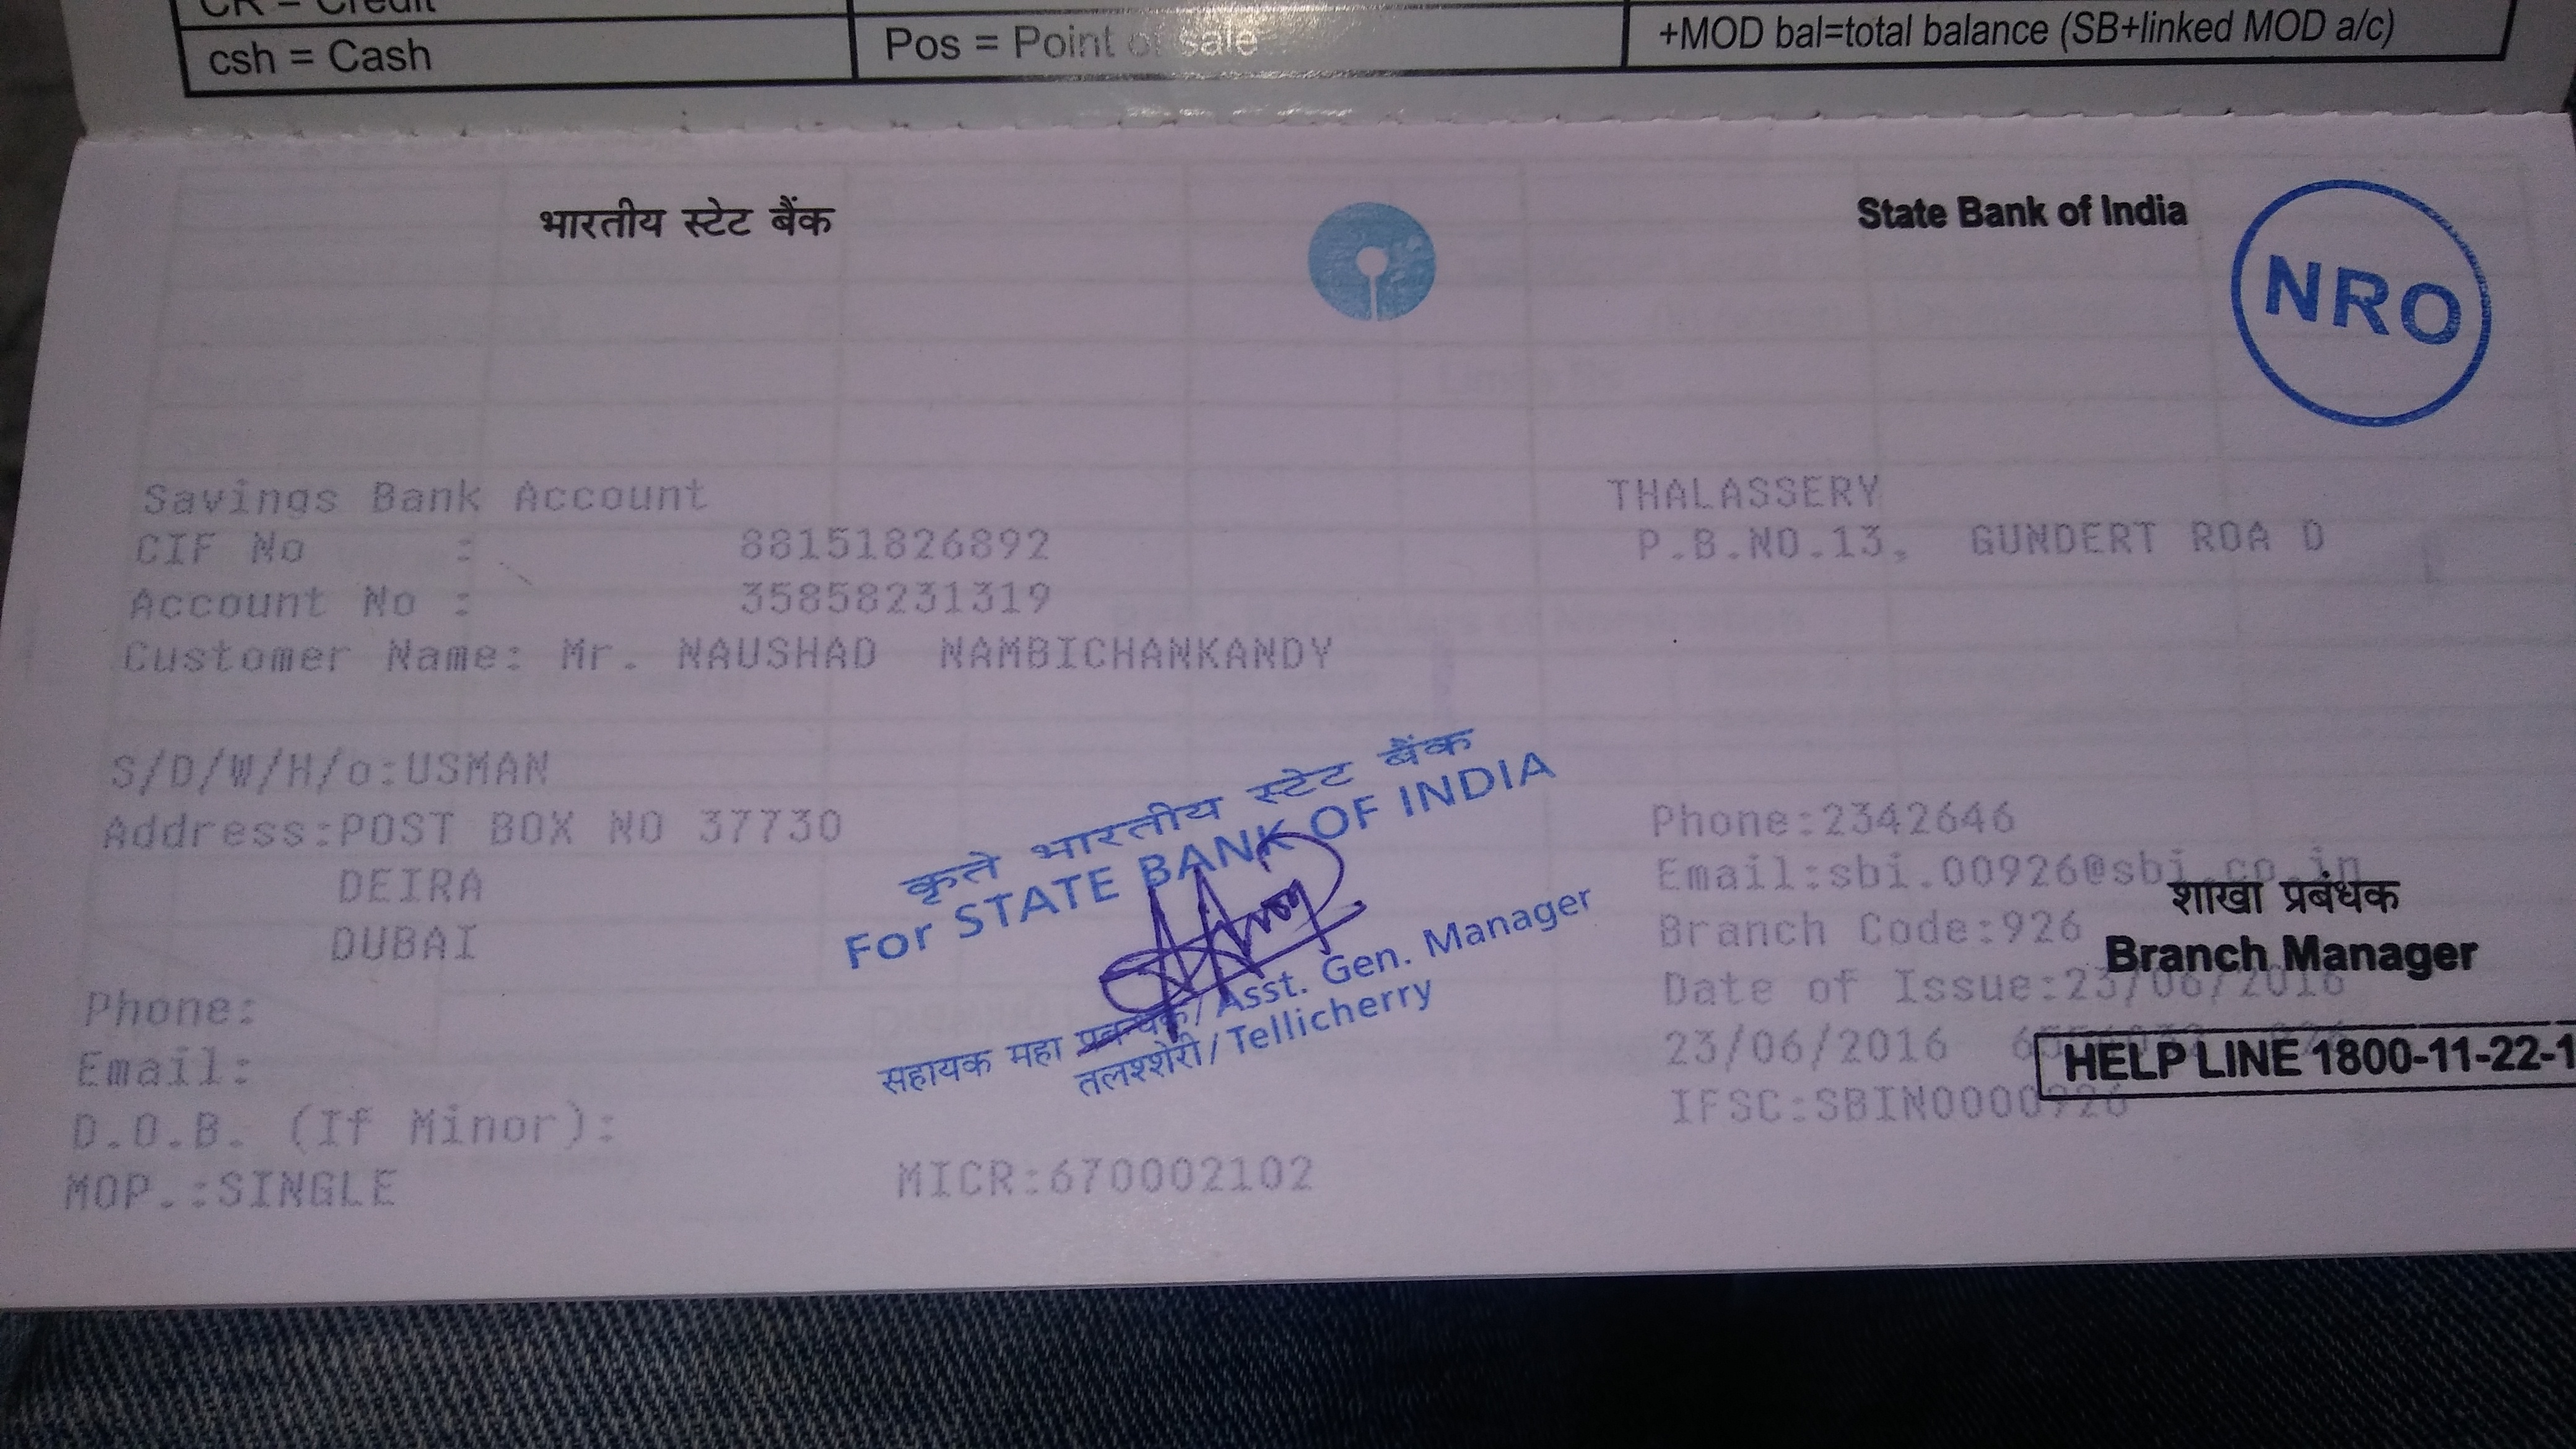 CR = Credit
csh = Cash
Pos = Point of sale
+MOD bal=total balance (SB+linked MOD a/c)
भारतीय स्टेट बैंक
State Bank of India
NRO
Savings Bank Account
THALASSERY
CIF No : 88151826892
P.B.NO.13, GUNDERT ROA D
Account No : 35858231319
Customer Name: Mr. NAUSHAD NAMBICHANKANDY
S/D/W/H/o:USMAN
Address:POST BOX NO 37730
DEIRA
DUBAI
Phone:
Email:
D.O.B. (If Minor):
MOP.:SINGLE
MICR:670002102
कृते भारतीय स्टेट बैंक
For STATE BANK OF INDIA
सहायक महा प्रबन्धक/Asst. Gen. Manager
तलश्शेरी/Tellicherry
Phone:2342646
Email:sbi.00926@sbi.co.in
शाखा प्रबंधक
Branch Code:926
Branch Manager
Date of Issue:23/06/2016
23/06/2016
HELP LINE 1800-11-22-1
IFSC:SBIN0000926